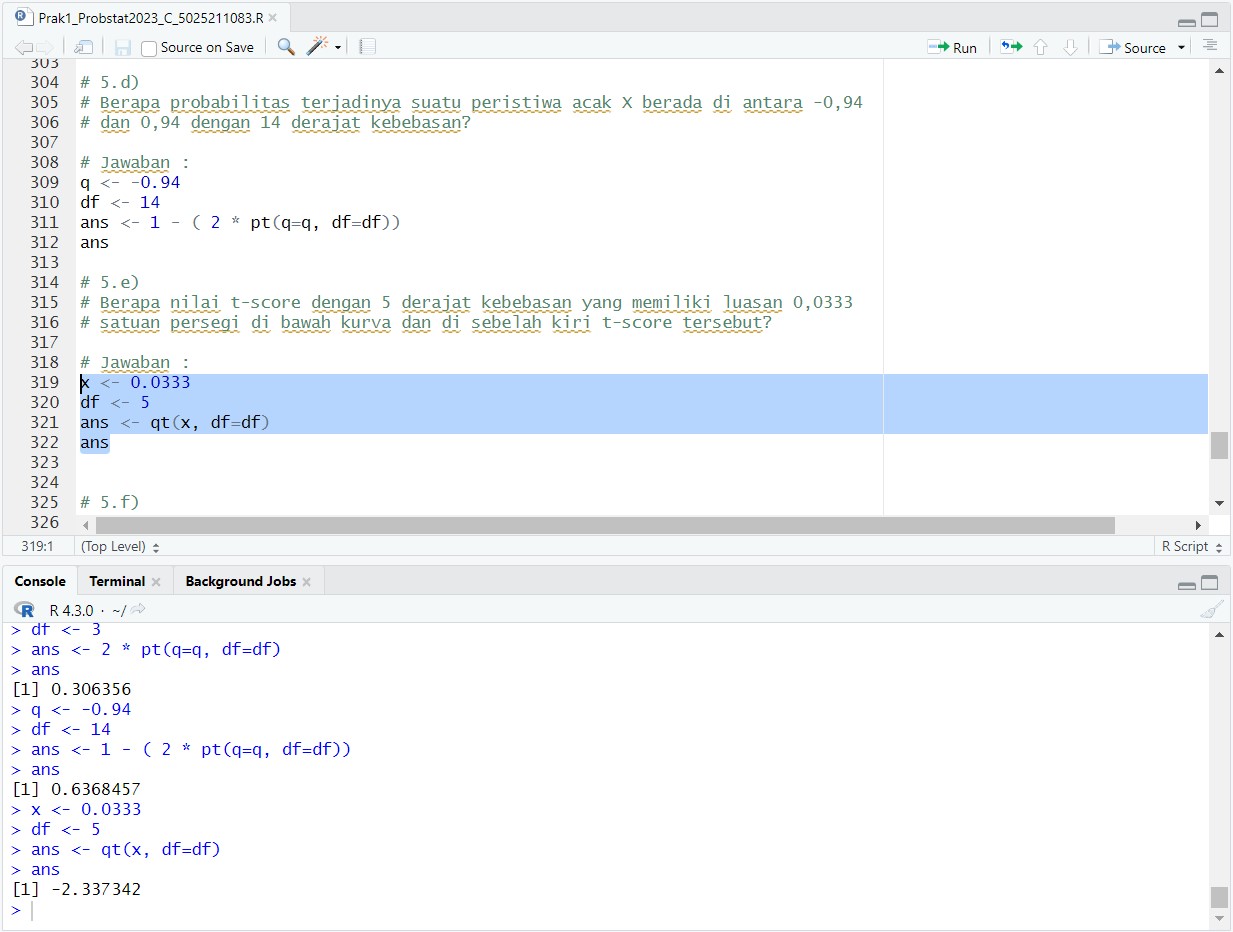 Prak1_Probstat2023_C_5025211083.R
Source on Save
Run
Source
303
304 # 5.d)
305 # Berapa probabilitas terjadinya suatu peristiwa acak X berada di antara -0,94
306 # dan 0,94 dengan 14 derajat kebebasan?
307
308 # Jawaban :
309 q <- -0.94
310 df <- 14
311 ans <- 1 - ( 2 * pt(q=q, df=df))
312 ans
313
314 # 5.e)
315 # Berapa nilai t-score dengan 5 derajat kebebasan yang memiliki luasan 0,0333
316 # satuan persegi di bawah kurva dan di sebelah kiri t-score tersebut?
317
318 # Jawaban :
319 x <- 0.0333
320 df <- 5
321 ans <- qt(x, df=df)
322 ans
323
324
325 # 5.f)
326
319:1 (Top Level) R Script
Console Terminal Background Jobs
R R 4.3.0 · ~/
> df <- 3
> ans <- 2 * pt(q=q, df=df)
> ans
[1] 0.306356
> q <- -0.94
> df <- 14
> ans <- 1 - ( 2 * pt(q=q, df=df))
> ans
[1] 0.6368457
> x <- 0.0333
> df <- 5
> ans <- qt(x, df=df)
> ans
[1] -2.337342
>